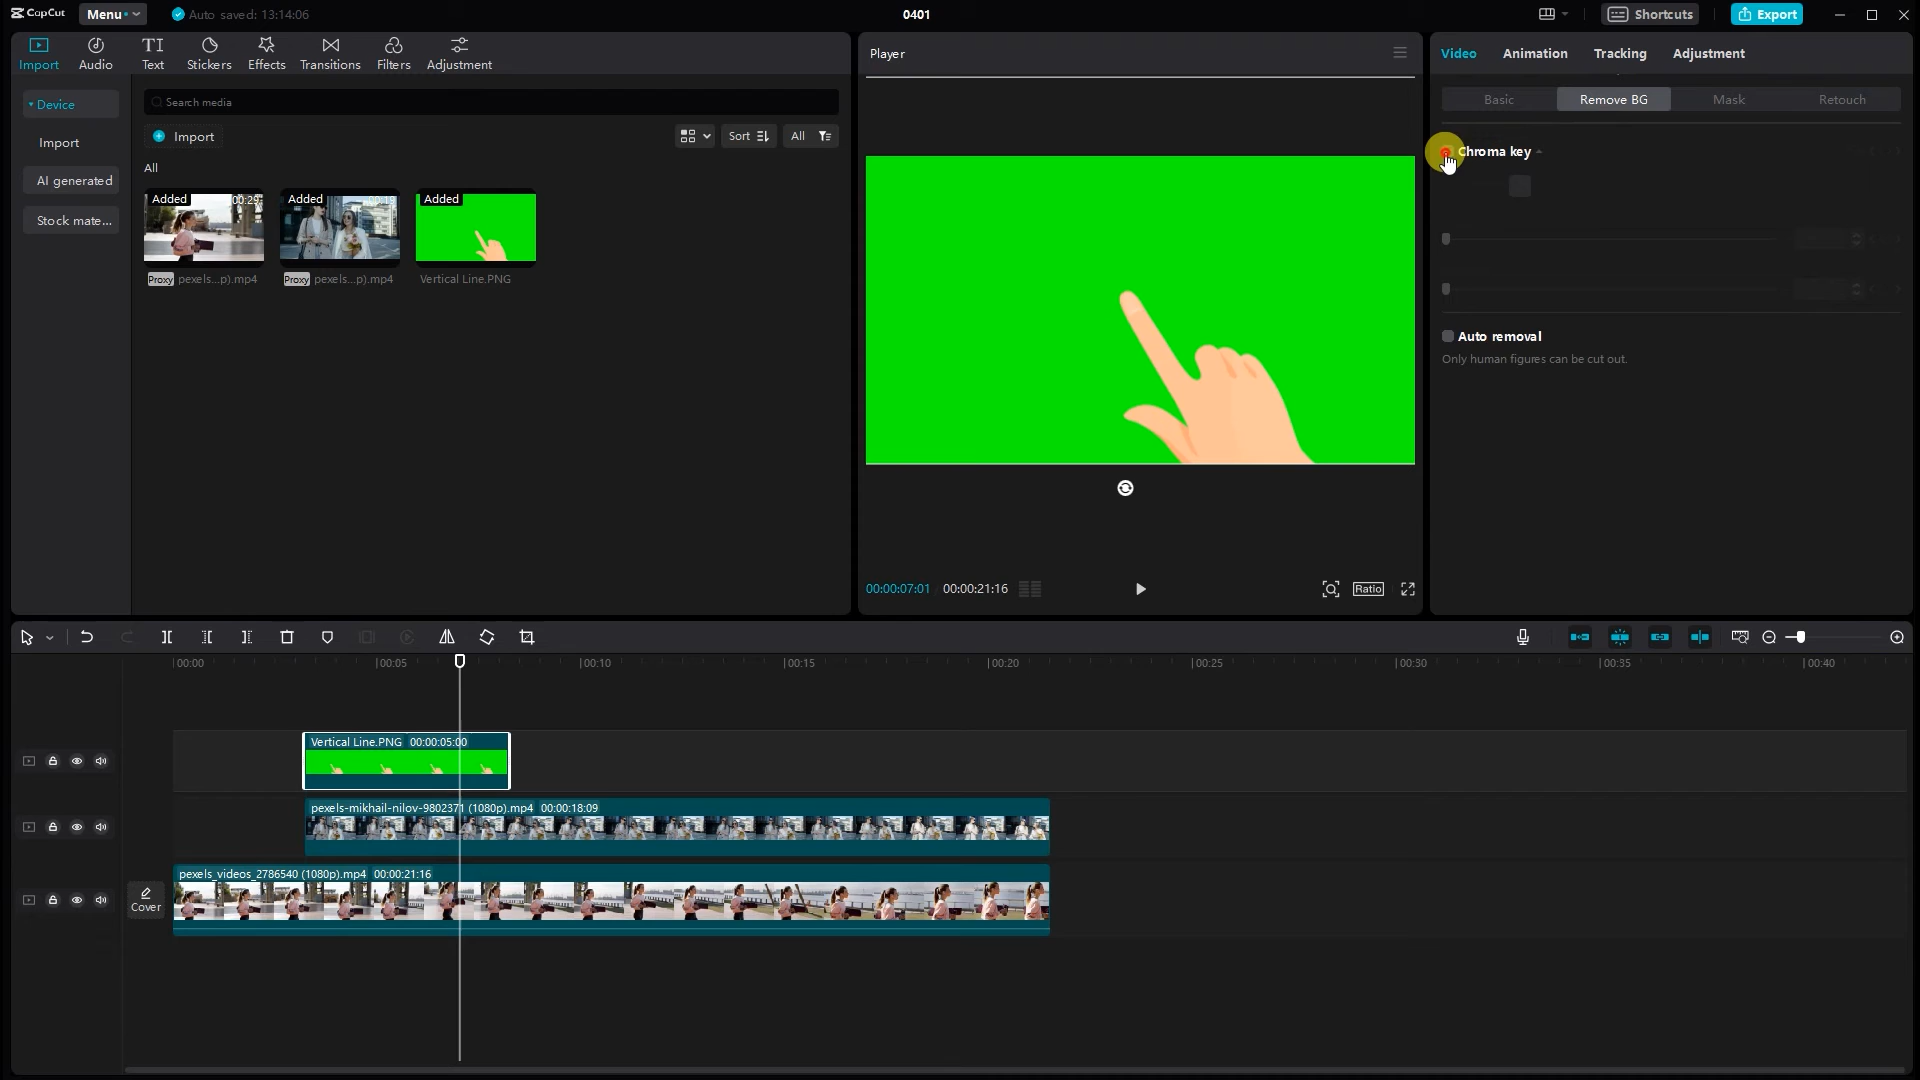 CapCut
Menu
Auto saved: 13:14:06
0401
Shortcuts
Export
Import
Audio
Text
Stickers
Effects
Transitions
Filters
Adjustment
Device
Import
AI generated
Stock mate...
Search media
Import
Sort
All
All
Added
00:29
Proxy
pexels...p).mp4
Added
00:19
Proxy
pexels...p).mp4
Added
Vertical Line.PNG
Player
00:00:07:01
00:00:21:16
Ratio
Video
Animation
Tracking
Adjustment
Basic
Remove BG
Mask
Retouch
Chroma key
Auto removal
Only human figures can be cut out.
00:00
00:05
00:10
00:15
00:20
00:25
00:30
00:35
00:40
Vertical Line.PNG 00:00:05:00
pexels-mikhail-nilov-9802371 (1080p).mp4 00:00:18:09
Cover
pexels_videos_2786540 (1080p).mp4 00:00:21:16